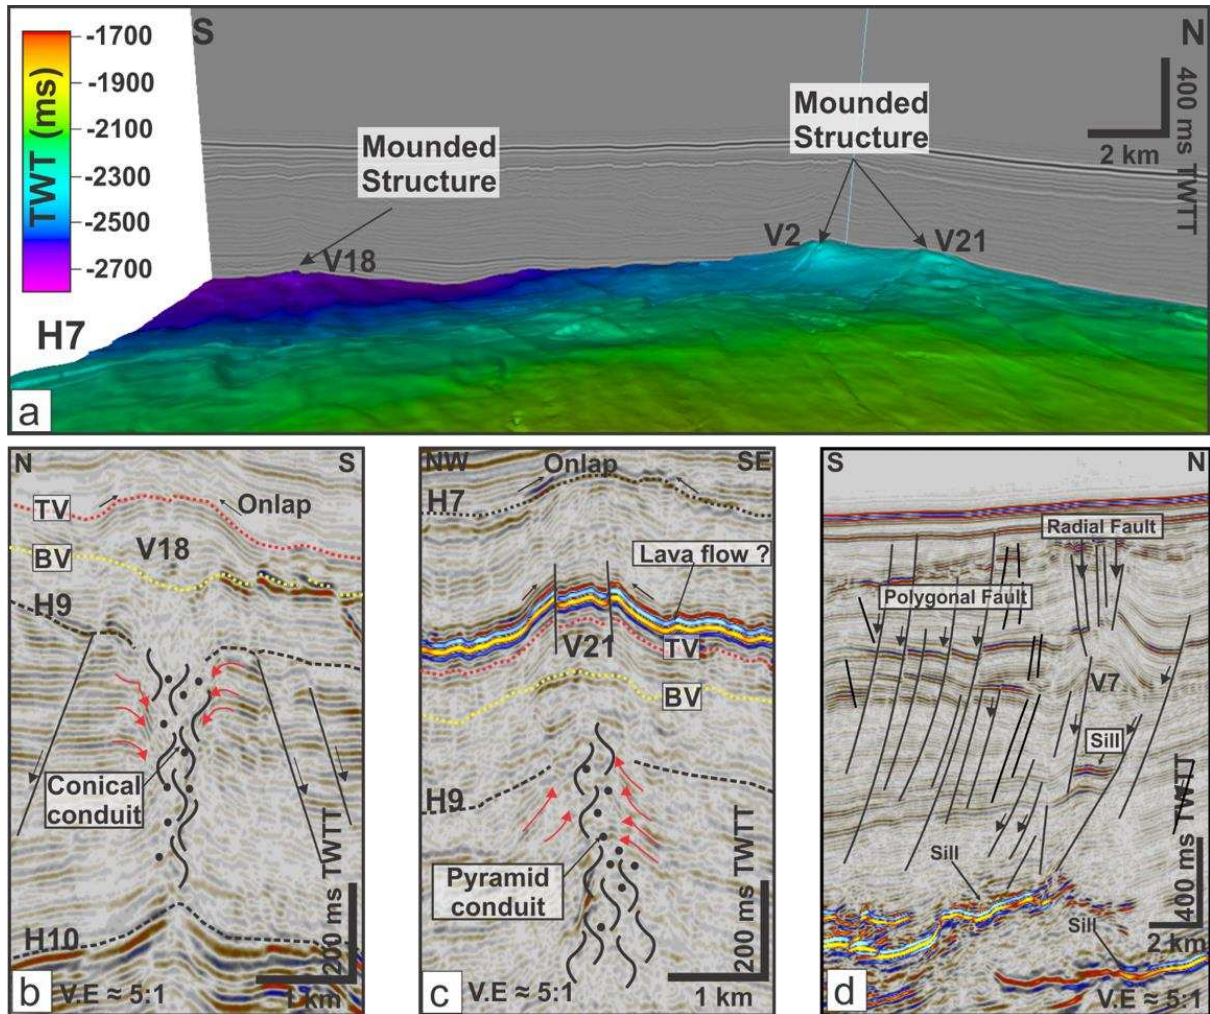 S
N
TWT (ms)
-1700
-1900
-2100
-2300
-2500
-2700
Mounded
Structure
Mounded
Structure
400 ms TWTT
2 km
V18
V2
V21
H7
a
N
S
TV
Onlap
V18
BV
H9
Conical
conduit
H10
200 ms TWTT
1 km
b
V.E ≈ 5:1
NW
Onlap
SE
H7
Lava flow ?
V21
TV
BV
H9
Pyramid
conduit
200 ms TWTT
1 km
c
V.E ≈ 5:1
S
N
Radial Fault
Polygonal Fault
V7
Sill
Sill
Sill
400 ms TWTT
2 km
d
V.E ≈ 5:1